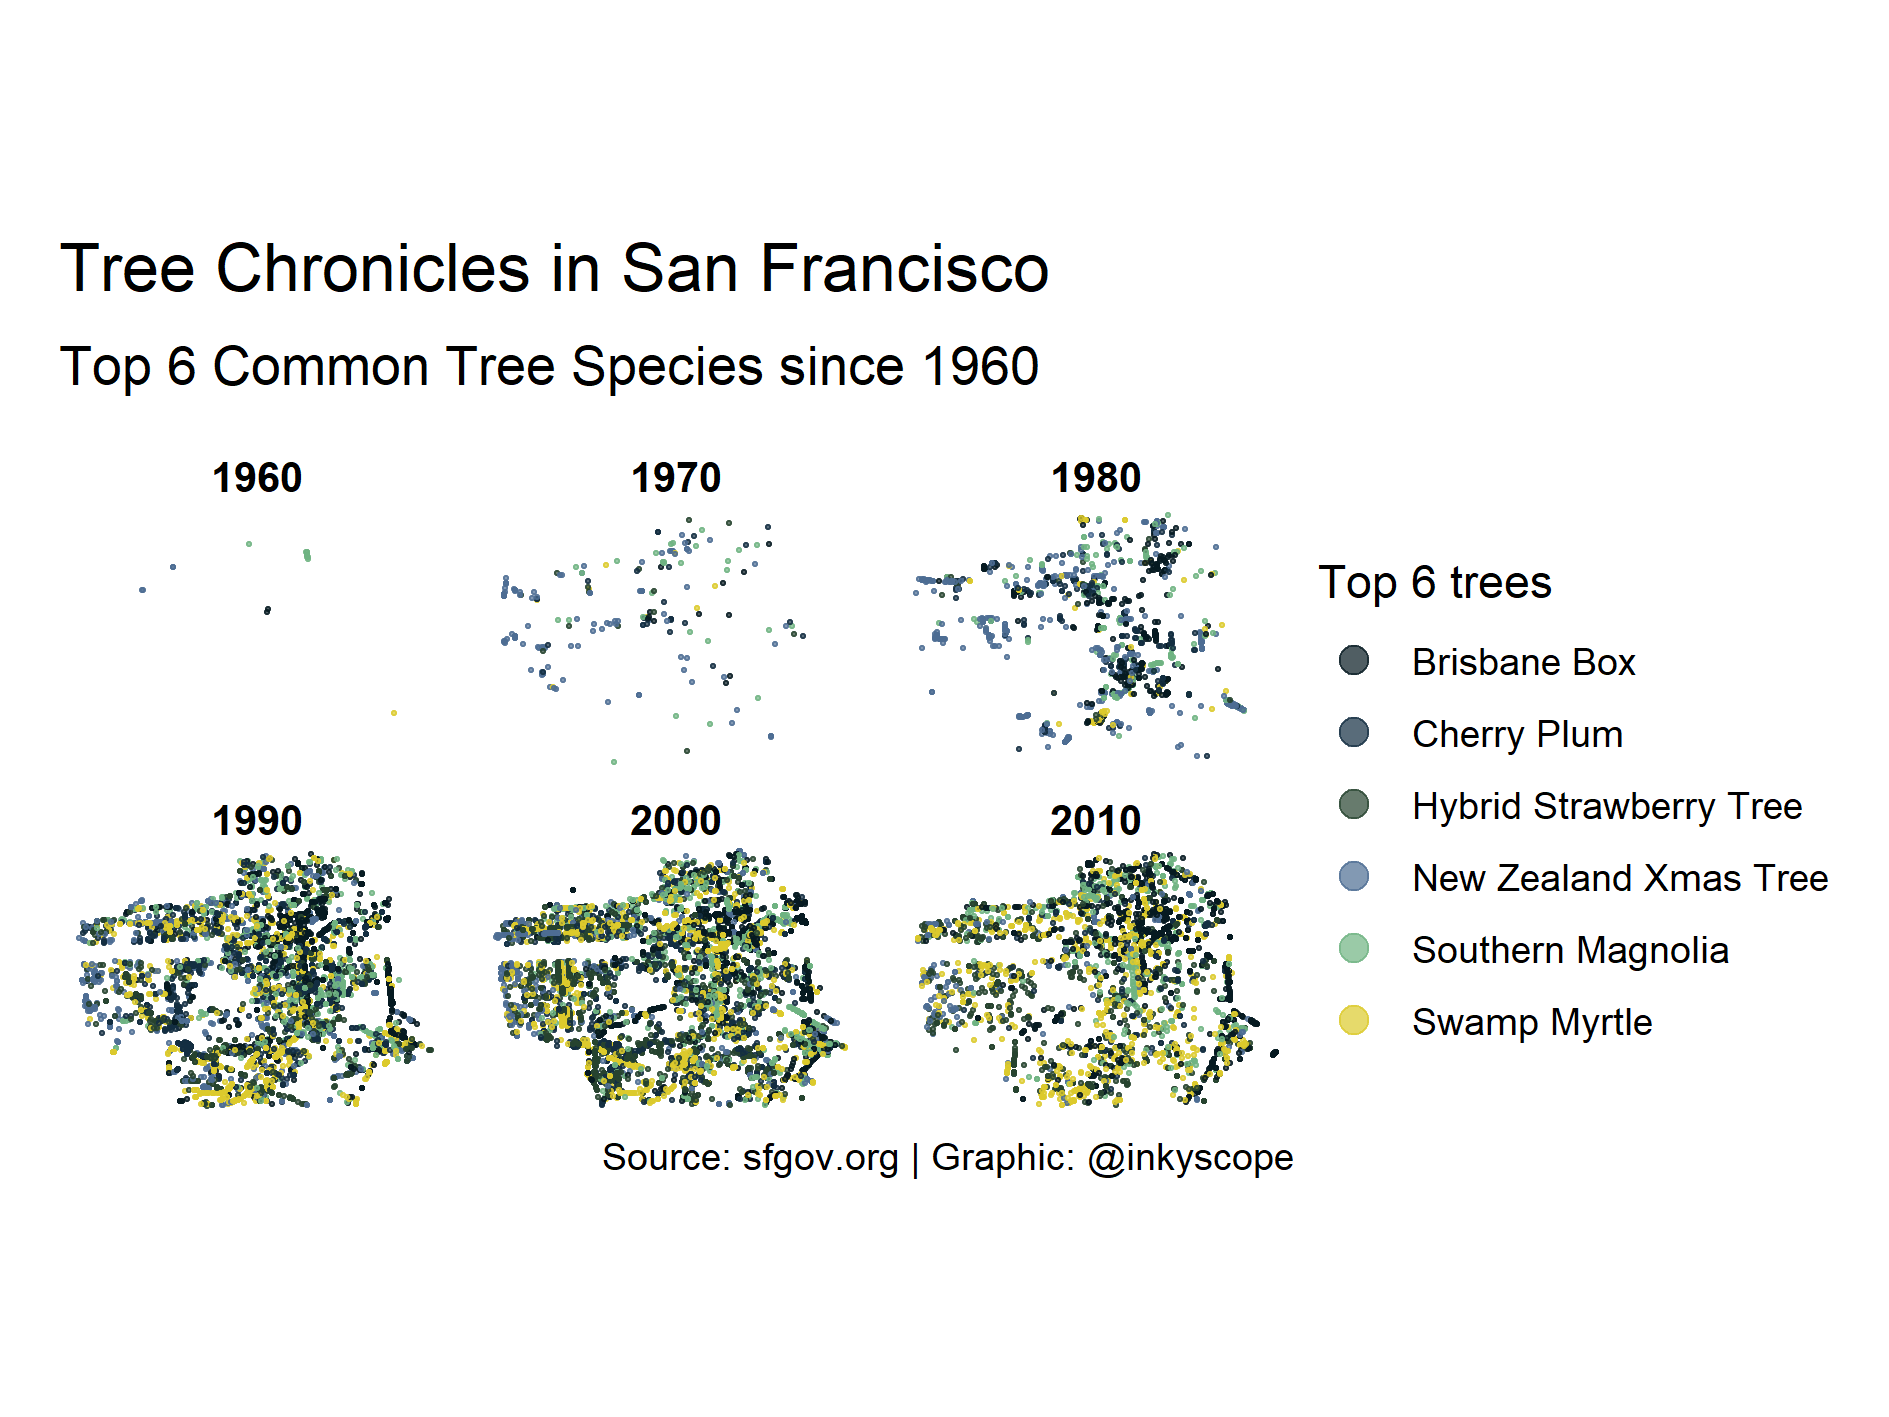 Tree Chronicles in San Francisco
Top 6 Common Tree Species since 1960
1960
1970
1980
1990
2000
2010
Top 6 trees
Brisbane Box
Cherry Plum
Hybrid Strawberry Tree
New Zealand Xmas Tree
Southern Magnolia
Swamp Myrtle
Source: sfgov.org | Graphic: @inkyscope